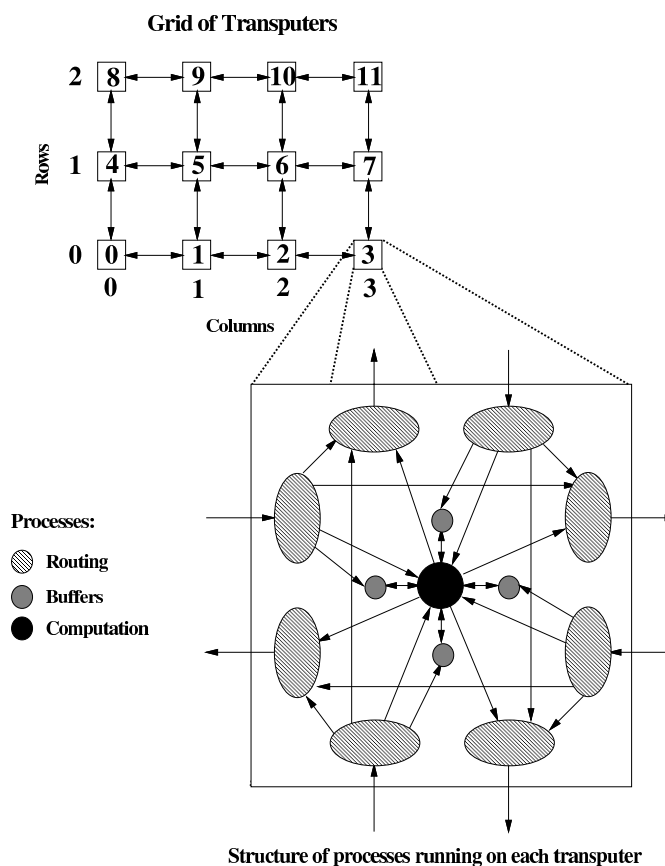 Grid of Transputers
2 8 9 10 11
Rows
1 4 5 6 7
0 0 1 2 3
0 1 2 3
Columns
Processes:
Routing
Buffers
Computation
Structure of processes running on each transputer